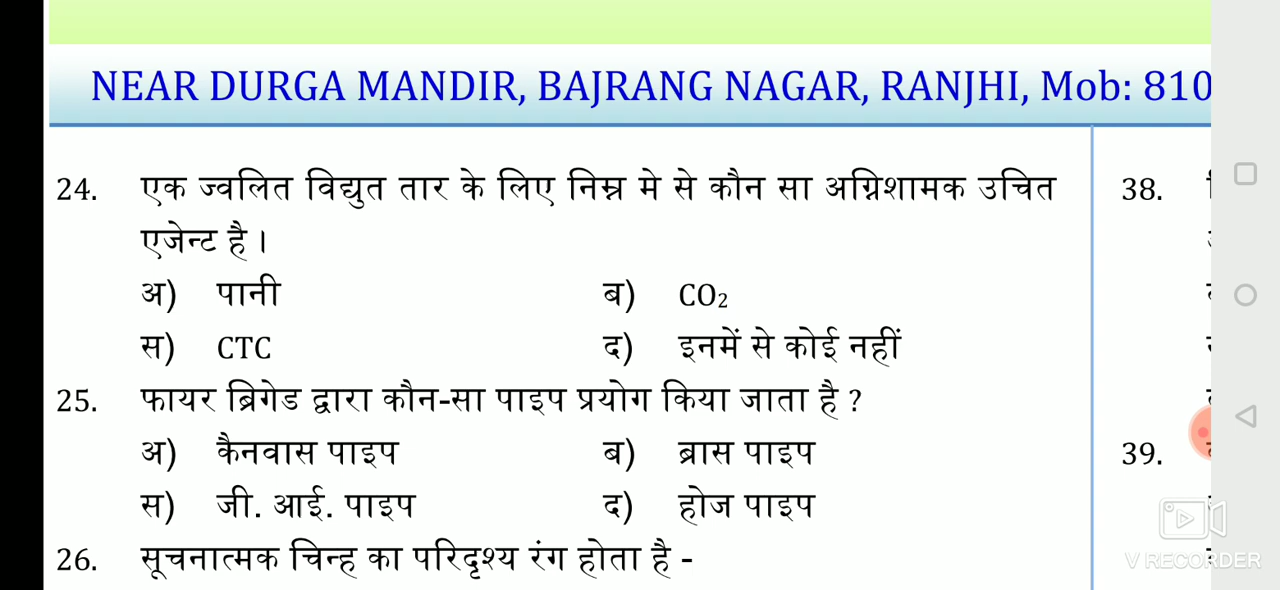 NEAR DURGA MANDIR, BAJRANG NAGAR, RANJHI, Mob: 810
24. एक ज्वलित विद्युत तार के लिए निम्न मे से कौन सा अग्निशामक उचित
एजेन्ट है।
अ) पानी ब) CO₂
स) CTC द) इनमें से कोई नहीं
25. फायर ब्रिगेड द्वारा कौन-सा पाइप प्रयोग किया जाता है ?
अ) कैनवास पाइप ब) ब्रास पाइप
स) जी. आई. पाइप द) होज पाइप
26. सूचनात्मक चिन्ह का परिदृश्य रंग होता है -
38.
39.
V RECORDER